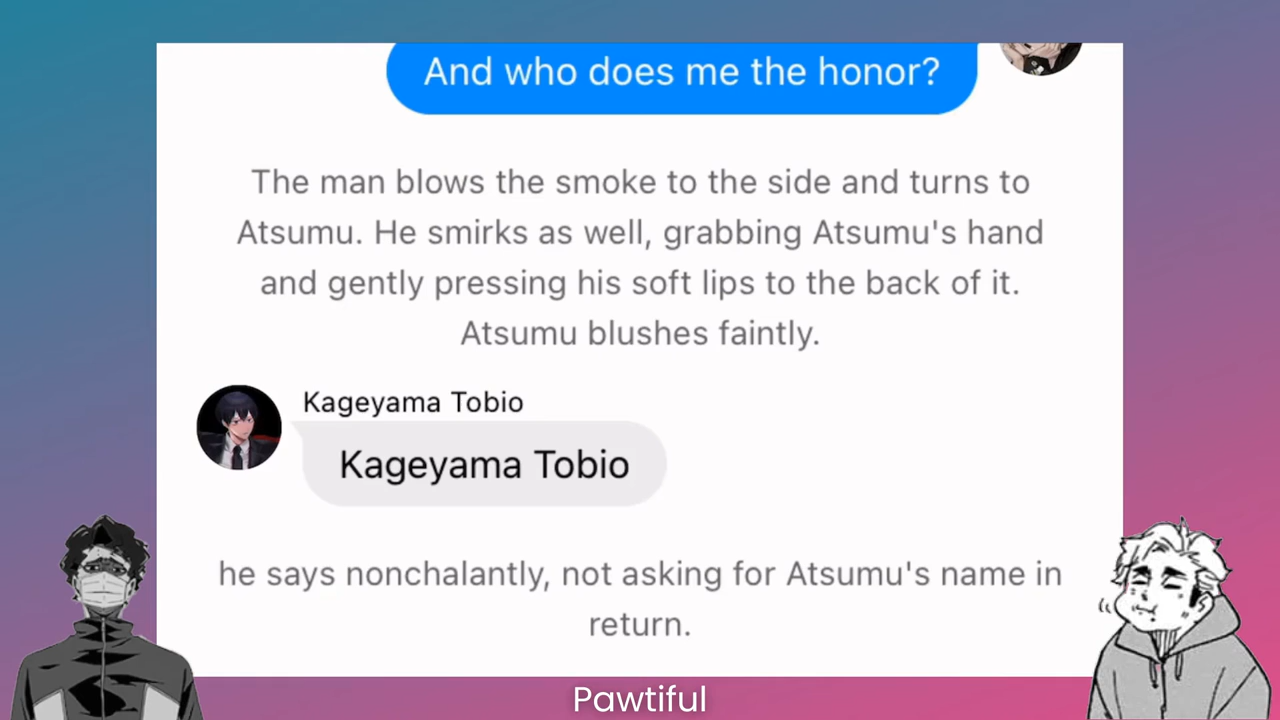 And who does me the honor?
The man blows the smoke to the side and turns to
Atsumu. He smirks as well, grabbing Atsumu's hand
and gently pressing his soft lips to the back of it.
Atsumu blushes faintly.
Kageyama Tobio
Kageyama Tobio
he says nonchalantly, not asking for Atsumu's name in
return.
Pawtiful